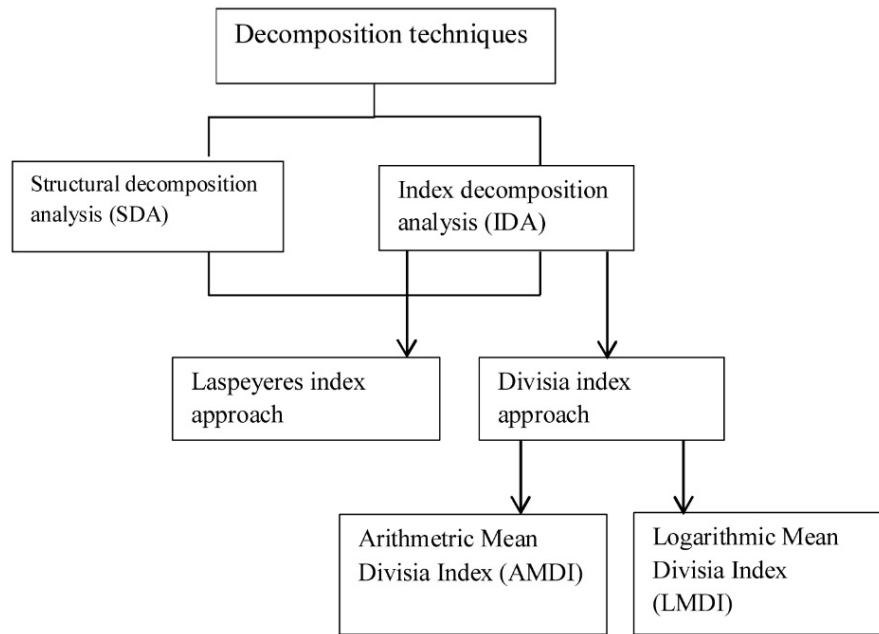 Decomposition techniques
Structural decomposition
analysis (SDA)
Index decomposition
analysis (IDA)
Laspeyeres index
approach
Divisia index
approach
Arithmetric Mean
Divisia Index (AMDI)
Logarithmic Mean
Divisia Index
(LMDI)